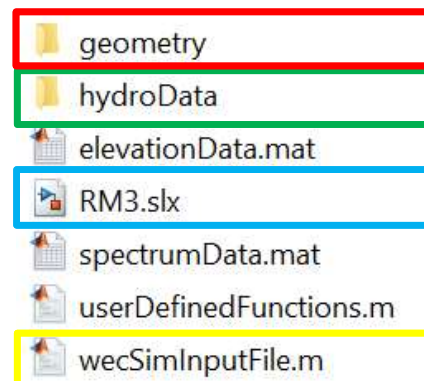 geometry
hydroData
elevationData.mat
RM3.slx
spectrumData.mat
userDefinedFunctions.m
wecSimInputFile.m